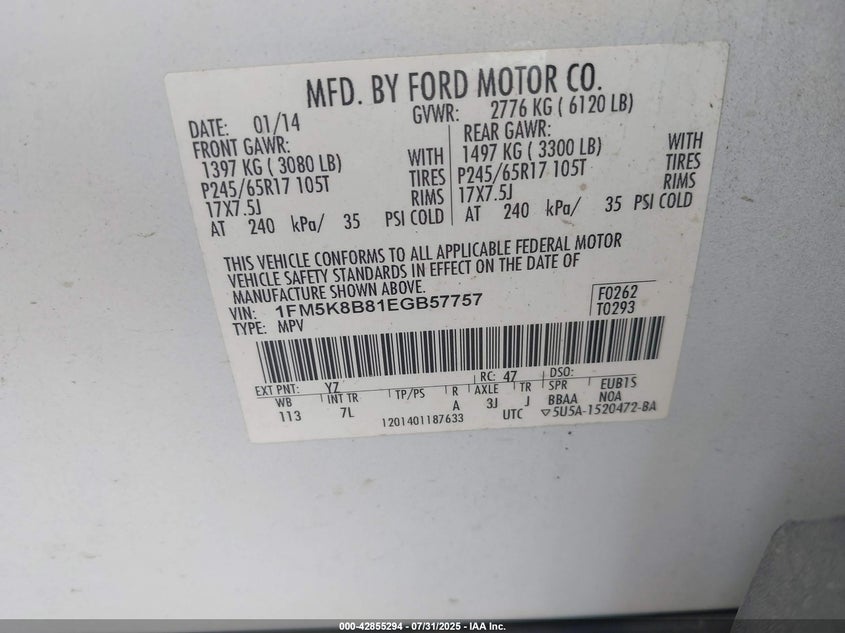 MFD. BY FORD MOTOR CO.
DATE: 01/14 GVWR: 2776 KG ( 6120 LB)
FRONT GAWR: REAR GAWR:
1397 KG ( 3080 LB) WITH 1497 KG ( 3300 LB) WITH
P245/65R17 105T TIRES P245/65R17 105T TIRES
17X7.5J RIMS 17X7.5J RIMS
AT 240 kPa/ 35 PSI COLD AT 240 kPa/ 35 PSI COLD
THIS VEHICLE CONFORMS TO ALL APPLICABLE FEDERAL MOTOR
VEHICLE SAFETY STANDARDS IN EFFECT ON THE DATE OF
MANUFACTURE SHOWN ABOVE.
VIN: 1FM5K8B81EGB57757 F0262
TYPE: MPV T0293
EXT PNT: YZ RC: 47 DSO:
WB INT TR TP/PS R AXLE TR SPR EUB1S
113 7L A 3J J BBAA N0A
1201401187633 UTC ▽5U5A-1520472-BA
000-42855294 - 07/31/2025 - IAA Inc.